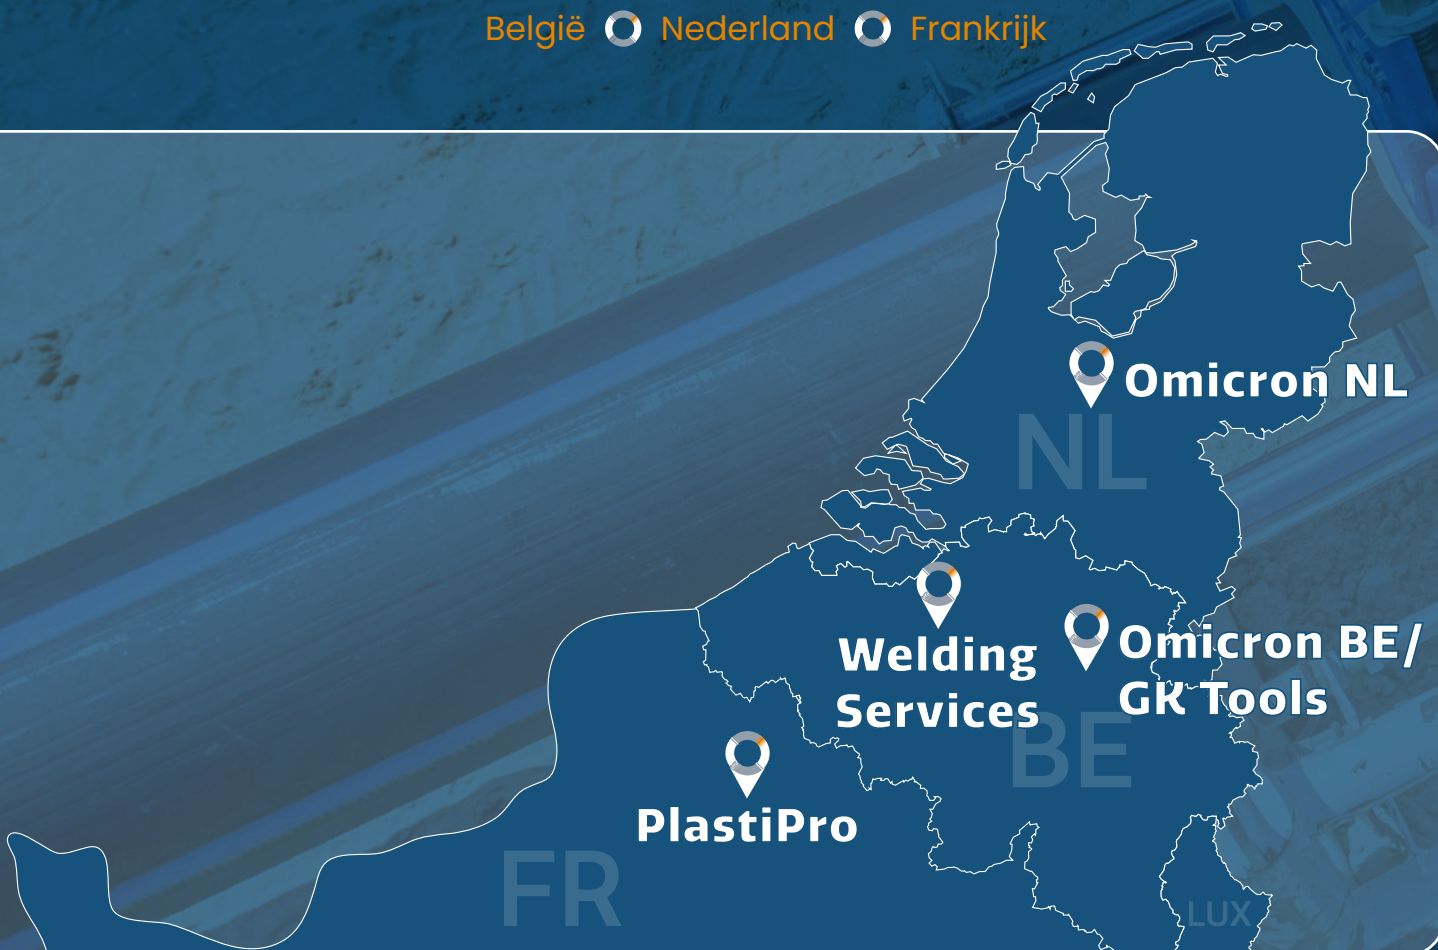 België Nederland Frankrijk
Omicron NL
NL
Welding
Services
Omicron BE/
GK Tools
BE
PlastiPro
FR
LUX